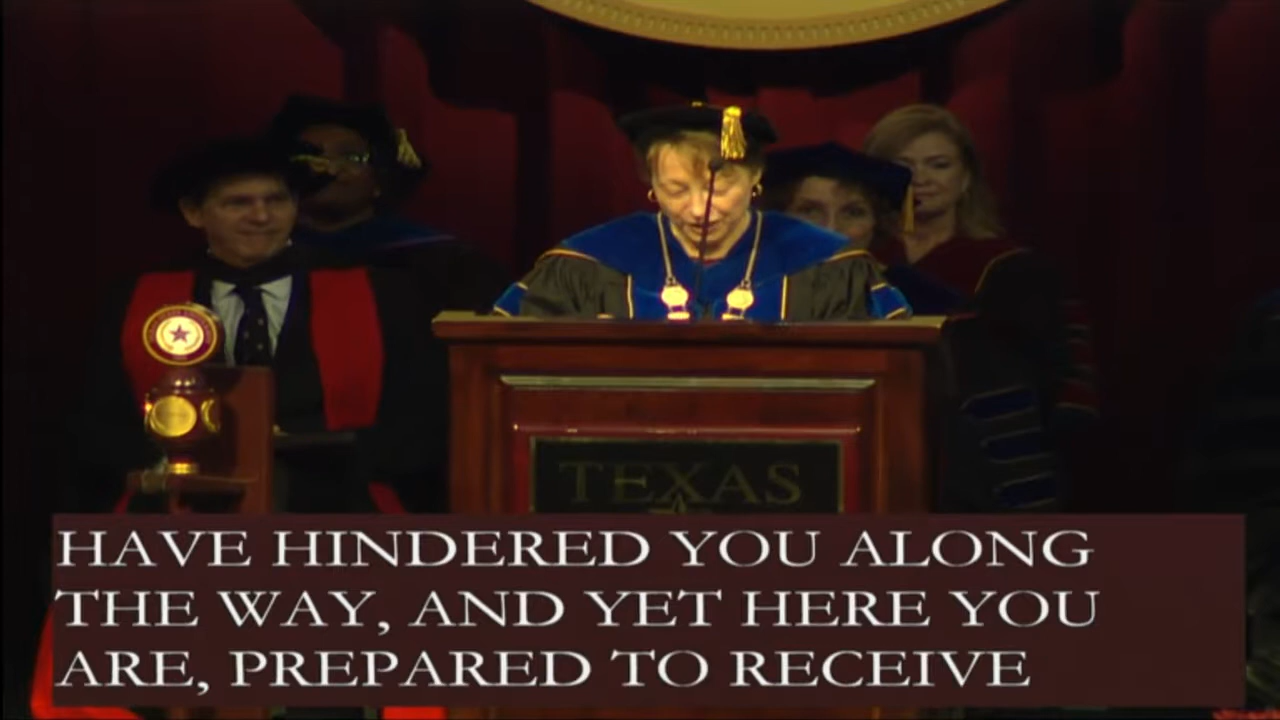 TEXAS
HAVE HINDERED YOU ALONG
THE WAY, AND YET HERE YOU
ARE, PREPARED TO RECEIVE